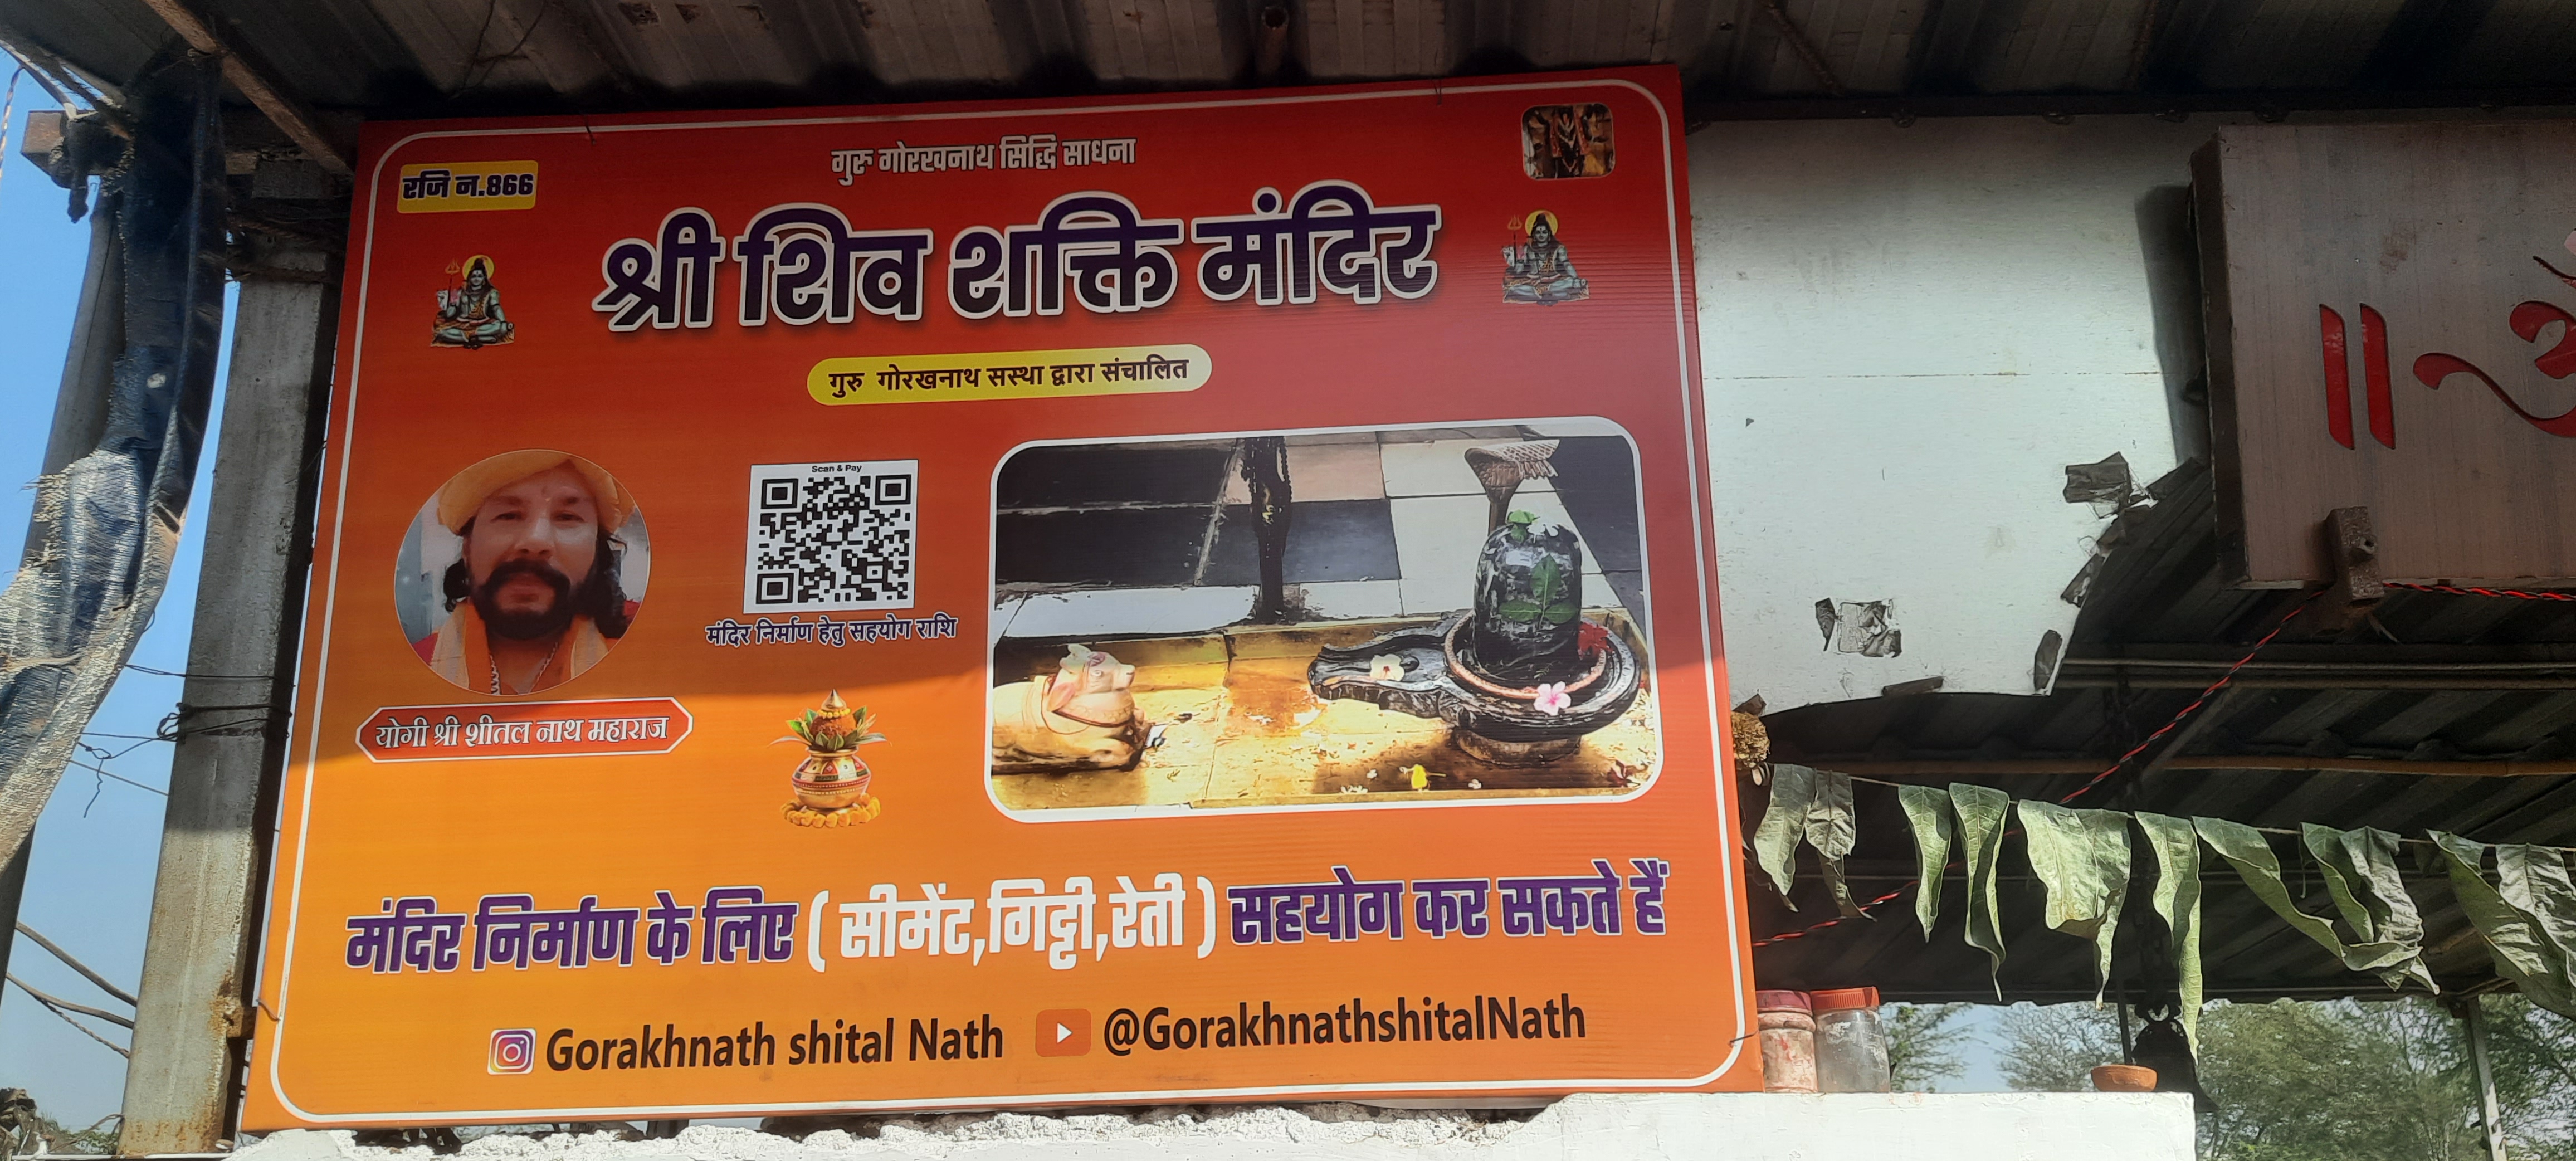 रजि न.866
गुरु गोरखनाथ सिद्धि साधना
श्री शिव शक्ति मंदिर
गुरु गोरखनाथ सस्था द्वारा संचालित
Scan & Pay
मंदिर निर्माण हेतु सहयोग राशि
योगी श्री शीतल नाथ महाराज
मंदिर निर्माण के लिए ( सीमेंट,गिट्टी,रेती ) सहयोग कर सकते हैं
Gorakhnath shital Nath @GorakhnathshitalNath
॥